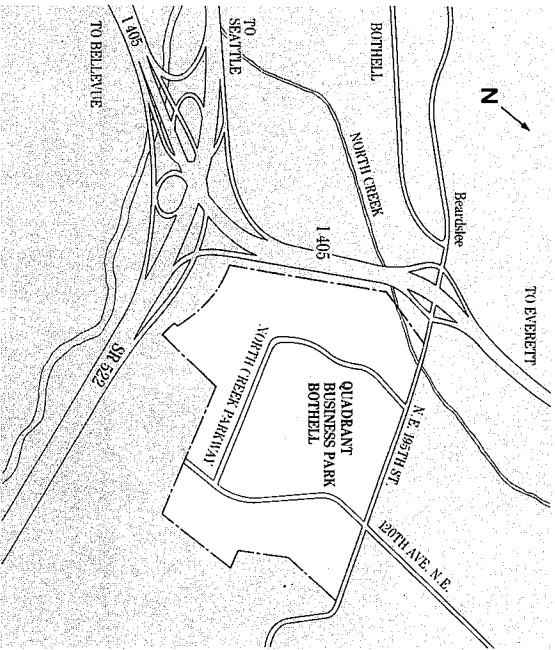 I 405
TO BELLEVUE
TO
SEATTLE
BOTHELL
N
NORTH CREEK
Beardslee
I 405
TO EVERETT
SR 522
NORTH CREEK PARKWAY
QUADRANT
BUSINESS PARK
BOTHELL
N.E. 195TH ST.
120TH AVE. N.E.